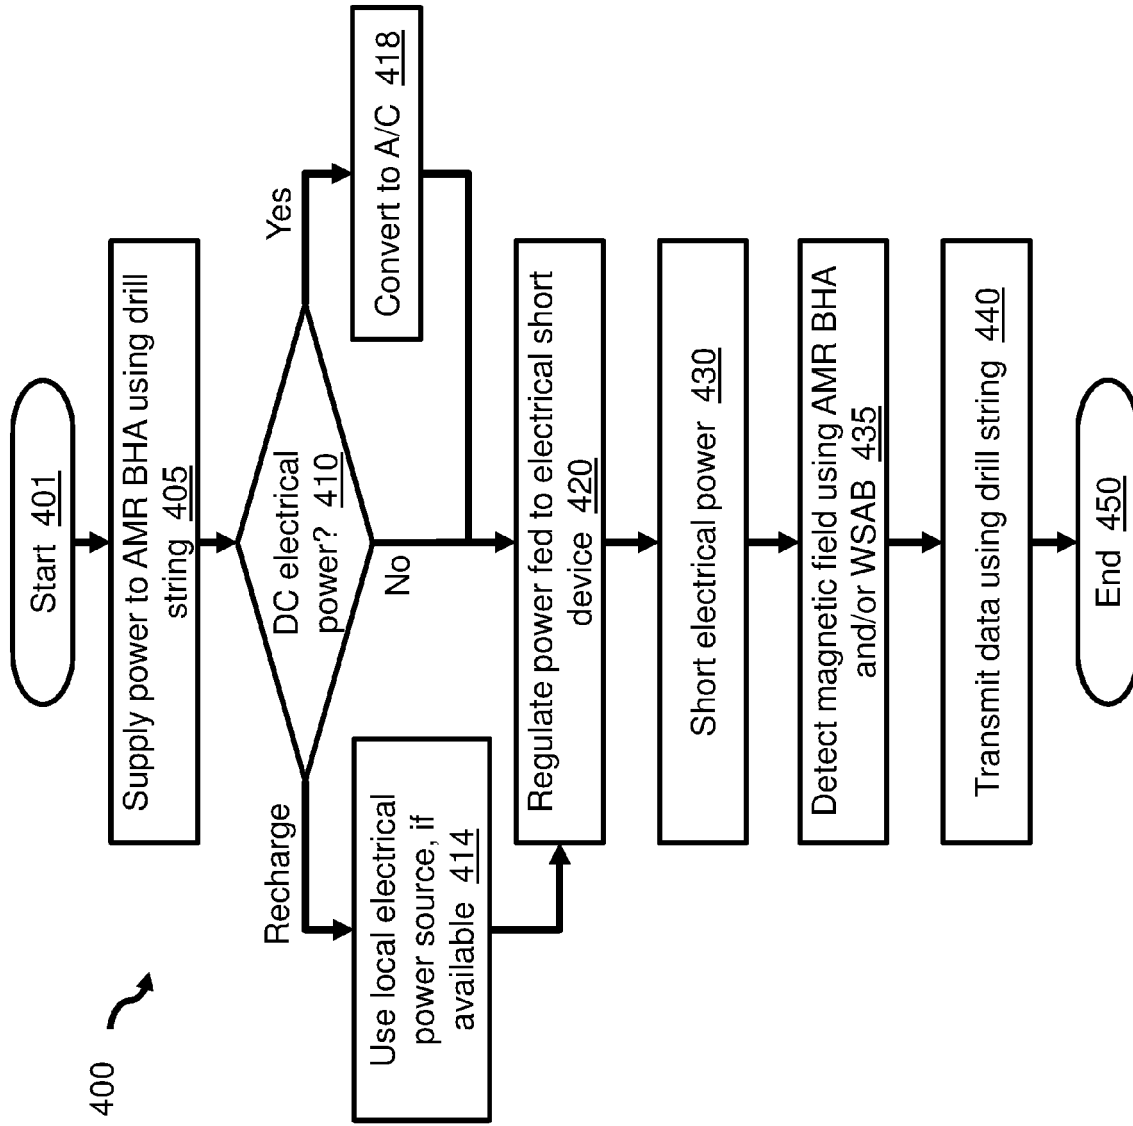 400
Start 401
Supply power to AMR BHA using drill
string 405
DC electrical
power? 410
Recharge
Yes
No
Use local electrical
power source, if
available 414
Convert to A/C 418
Regulate power fed to electrical short
device 420
Short electrical power 430
Detect magnetic field using AMR BHA
and/or WSAB 435
Transmit data using drill string 440
End 450